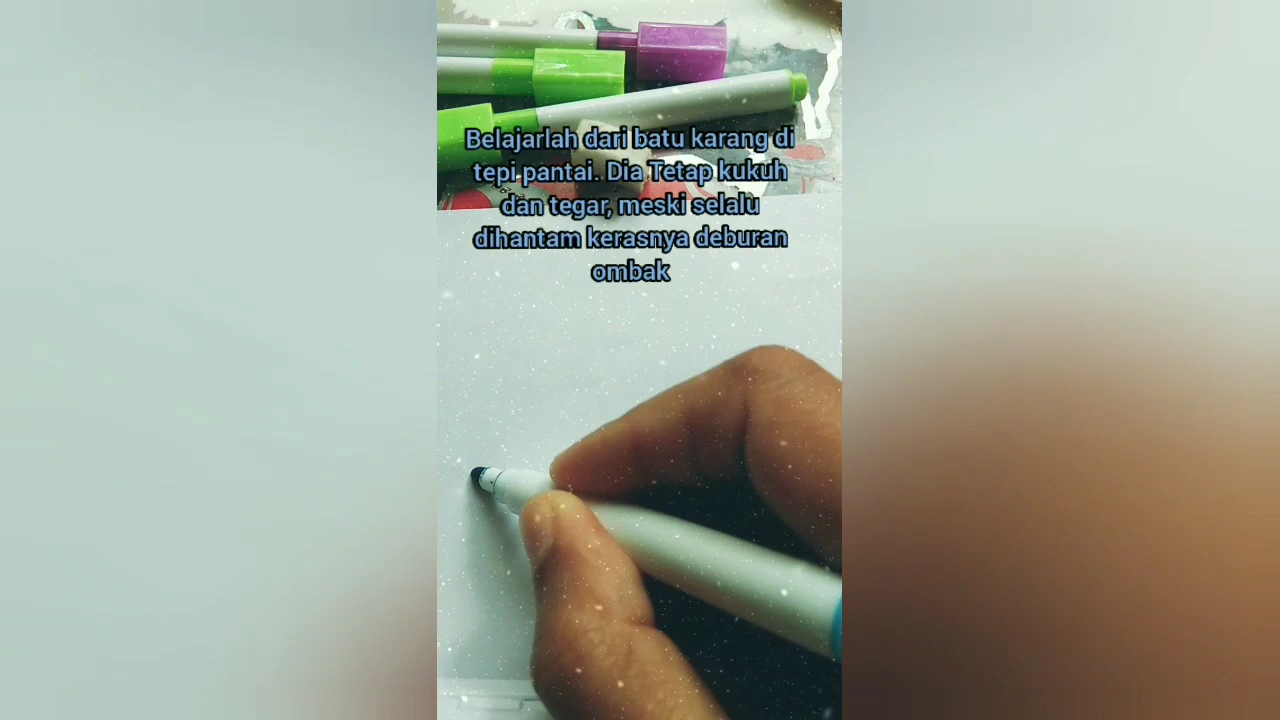 Belajarlah dari batu karang di
tepi pantai. Dia Tetap kukuh
dan tegar, meski selalu
dihantam kerasnya deburan
ombak